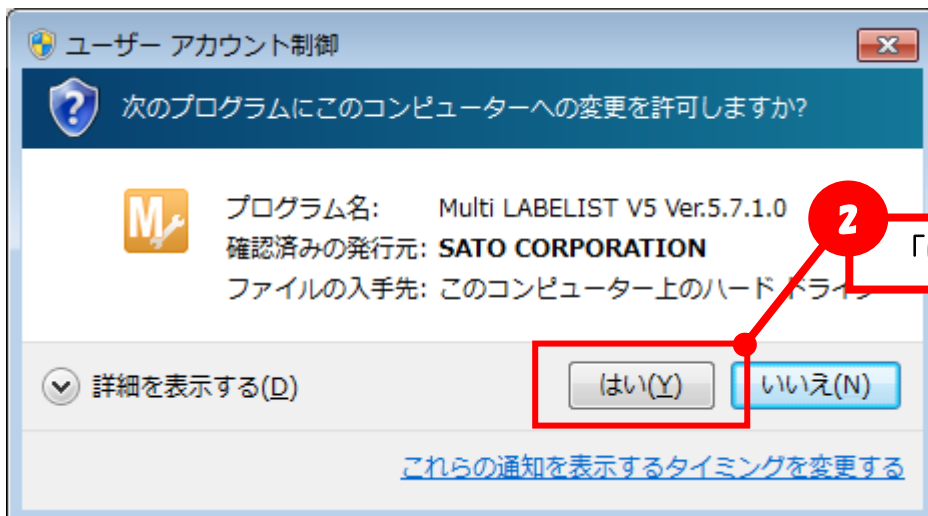 ユーザー アカウント制御
次のプログラムにこのコンピューターへの変更を許可しますか?
プログラム名: Multi LABELIST V5 Ver.5.7.1.0
確認済みの発行元: SATO CORPORATION
ファイルの入手先: このコンピューター上のハード ドライブ
2
詳細を表示する(D)
はい(Y)
いいえ(N)
これらの通知を表示するタイミングを変更する